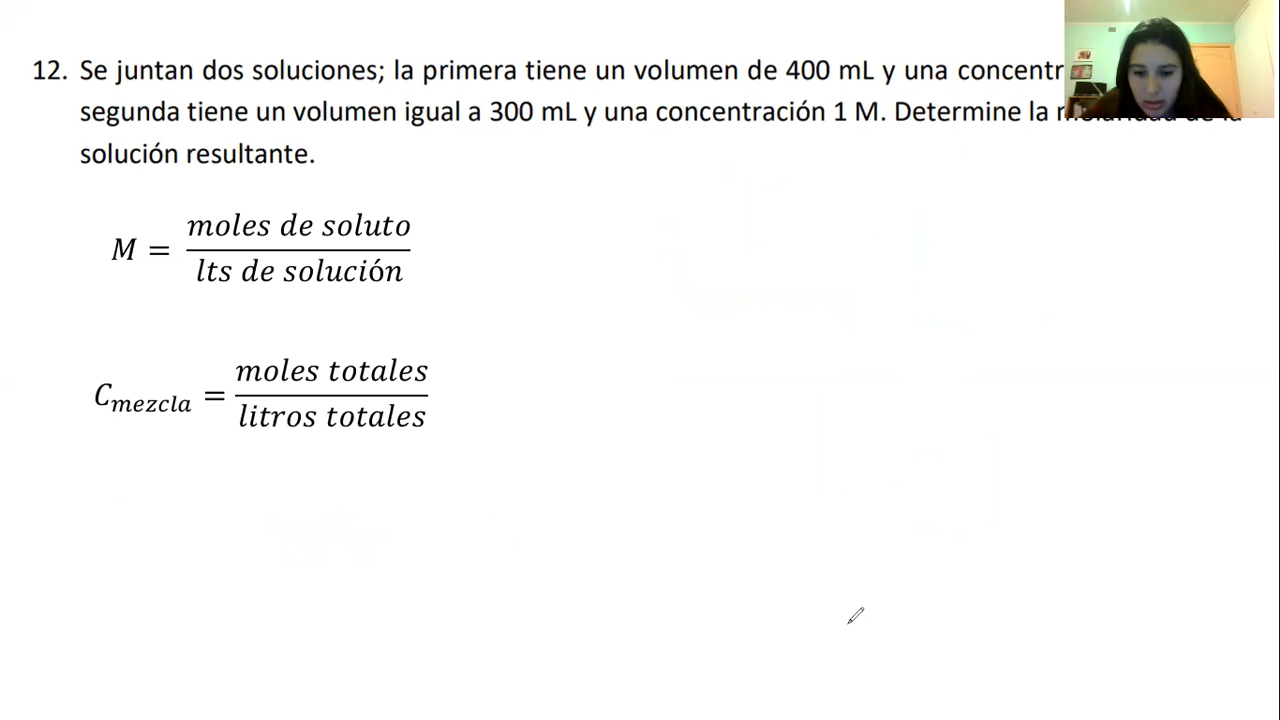 12. Se juntan dos soluciones; la primera tiene un volumen de 400 mL y una
segunda tiene un volumen igual a 300 mL y una concentración 1 M. Determine la
solución resultante.
M = moles de soluto / lts de solución
C_mezcla = moles totales / litros totales